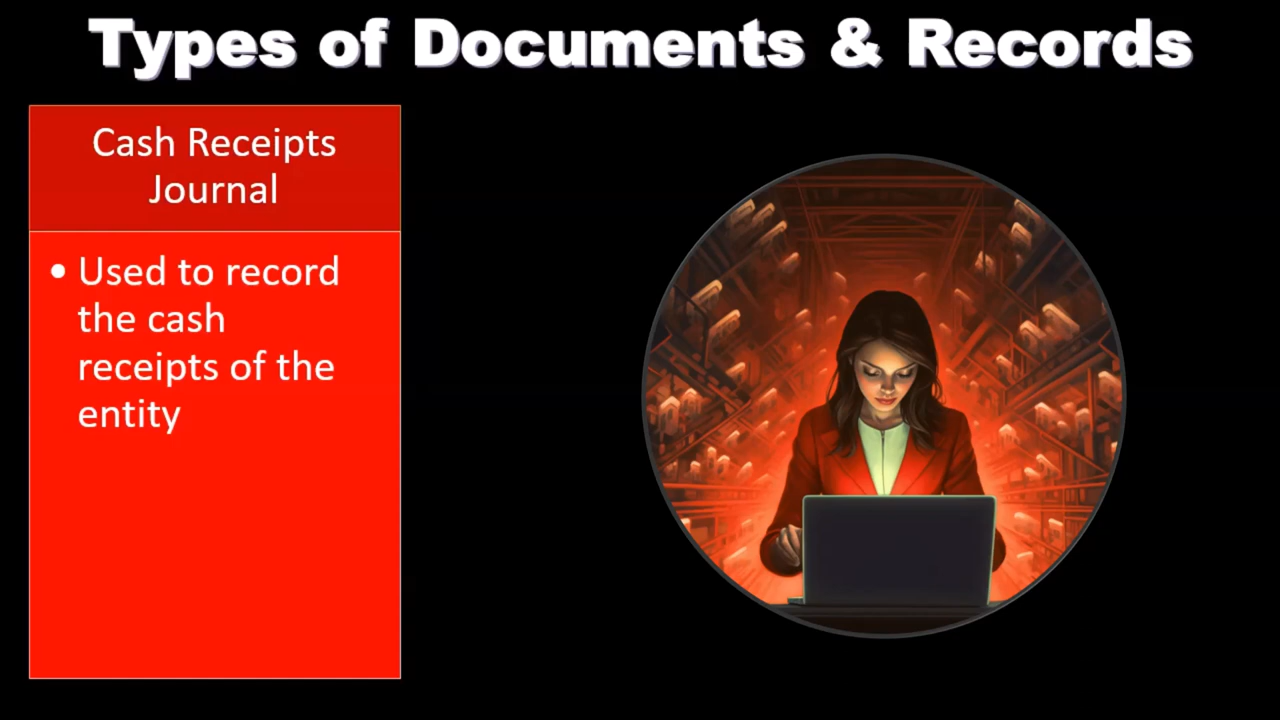 Types of Documents & Records
Cash Receipts
Journal
• Used to record
the cash
receipts of the
entity